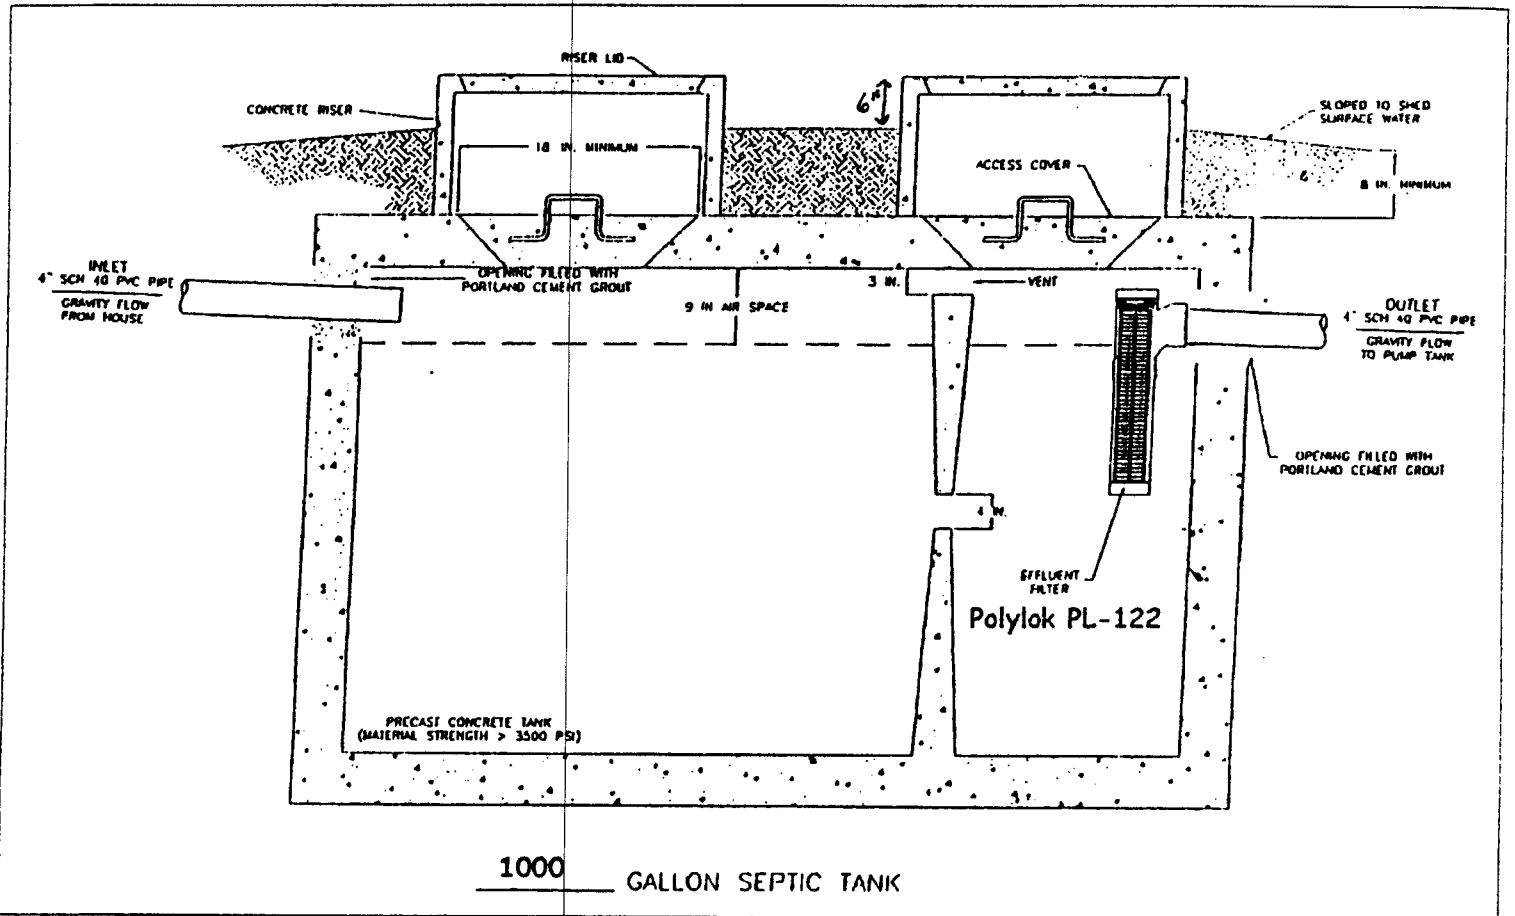 RISER LID
CONCRETE RISER
6"
SLOPED TO SHED
SURFACE WATER
18 IN. MINIMUM
ACCESS COVER
8 IN. MINIMUM
INLET
4" SCH 40 PVC PIPE
GRAVITY FLOW
FROM HOUSE
OPENING FILLED WITH
PORTLAND CEMENT GROUT
9 IN AIR SPACE
3 IN.
VENT
OUTLET
4" SCH 40 PVC PIPE
GRAVITY FLOW
TO PUMP TANK
OPENING FILLED WITH
PORTLAND CEMENT GROUT
4 IN.
EFFLUENT
FILTER
Polylok PL-122
PRECAST CONCRETE TANK
(MATERIAL STRENGTH > 3500 PSI)
1000 GALLON SEPTIC TANK